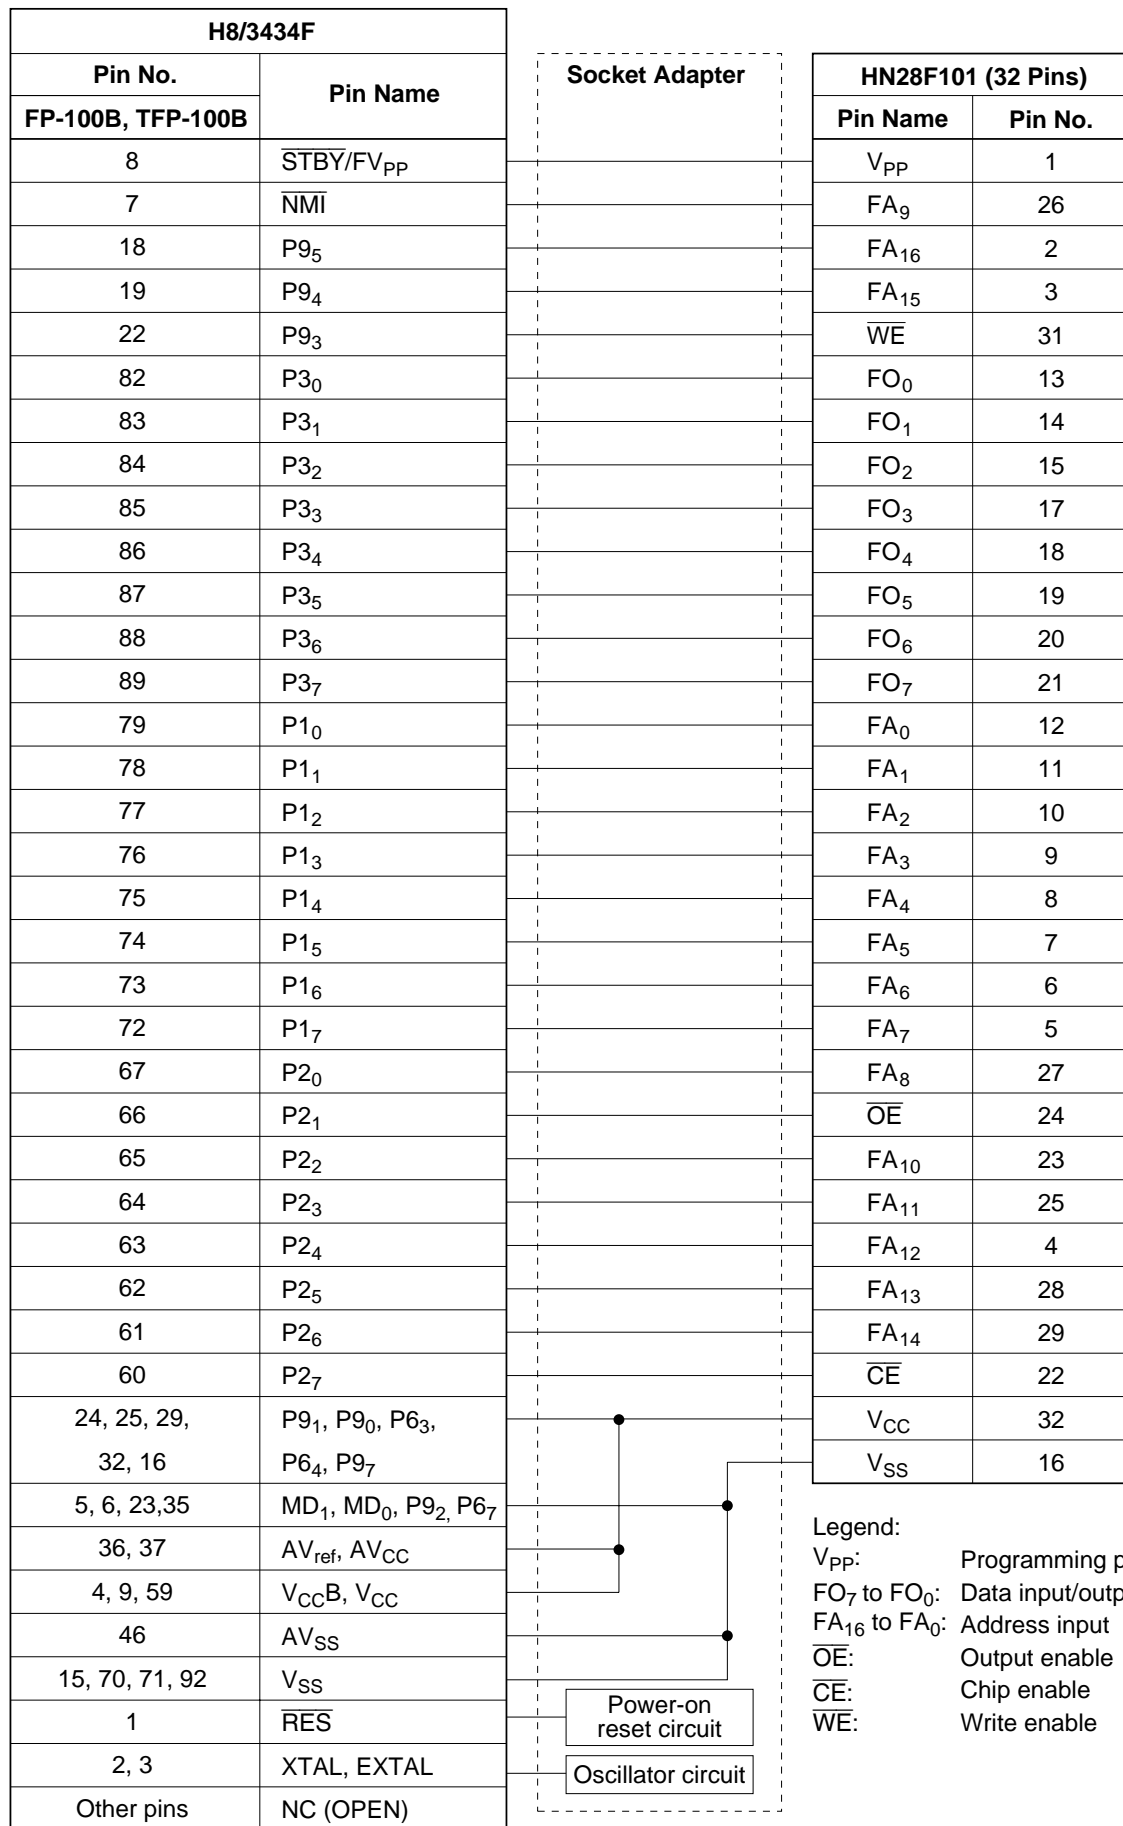 H8/3434F
Pin No. Pin Name Socket Adapter HN28F101 (32 Pins)
FP-100B, TFP-100B Pin Name Pin No.
8 S̅T̅B̅Y̅/FVPP VPP 1
7 N̅M̅I̅ FA9 26
18 P95 FA16 2
19 P94 FA15 3
22 P93 W̅E̅ 31
82 P30 FO0 13
83 P31 FO1 14
84 P32 FO2 15
85 P33 FO3 17
86 P34 FO4 18
87 P35 FO5 19
88 P36 FO6 20
89 P37 FO7 21
79 P10 FA0 12
78 P11 FA1 11
77 P12 FA2 10
76 P13 FA3 9
75 P14 FA4 8
74 P15 FA5 7
73 P16 FA6 6
72 P17 FA7 5
67 P20 FA8 27
66 P21 O̅E̅ 24
65 P22 FA10 23
64 P23 FA11 25
63 P24 FA12 4
62 P25 FA13 28
61 P26 FA14 29
60 P27 C̅E̅ 22
24, 25, 29, P91, P90, P63, VCC 32
32, 16 P64, P97 VSS 16
5, 6, 23,35 MD1, MD0, P92, P67
36, 37 AVref, AVCC
4, 9, 59 VCCB, VCC
46 AVSS
15, 70, 71, 92 VSS
1 R̅E̅S̅ Power-on
reset circuit
2, 3 XTAL, EXTAL Oscillator circuit
Other pins NC (OPEN)
Legend:
VPP: Programming
FO7 to FO0: Data
FA16 to FA0: Address input
O̅E̅: Output enable
C̅E̅: Chip enable
W̅E̅: Write enable